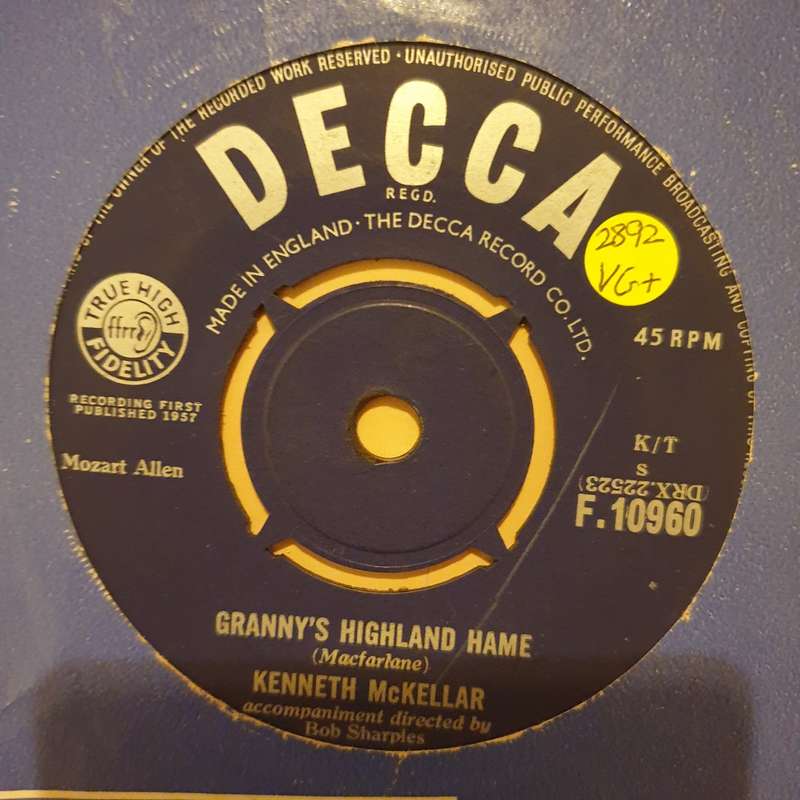 OF THE OWNER OF THE RECORDED WORK RESERVED · UNAUTHORISED PUBLIC PERFORMANCE BROADCASTING AND COPYING OF
DECCA
REGD.
MADE IN ENGLAND · THE DECCA RECORD CO. LTD.
2892
VG+
TRUE HIGH
ffrr
FIDELITY
45 RPM
RECORDING FIRST
PUBLISHED 1957
K/T
S
Mozart Allen
(DRX.22523)
F.10960
GRANNY'S HIGHLAND HAME
(Macfarlane)
KENNETH McKELLAR
accompaniment directed by
Bob Sharples